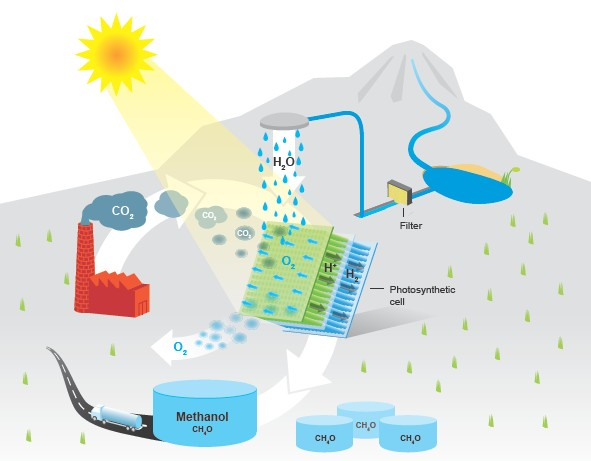 H₂O
CO₂
CO₂
CO₂
Filter
O₂
H⁺
H₂
Photosynthetic
cell
O₂
Methanol
CH₄O
CH₄O
CH₄O
CH₄O